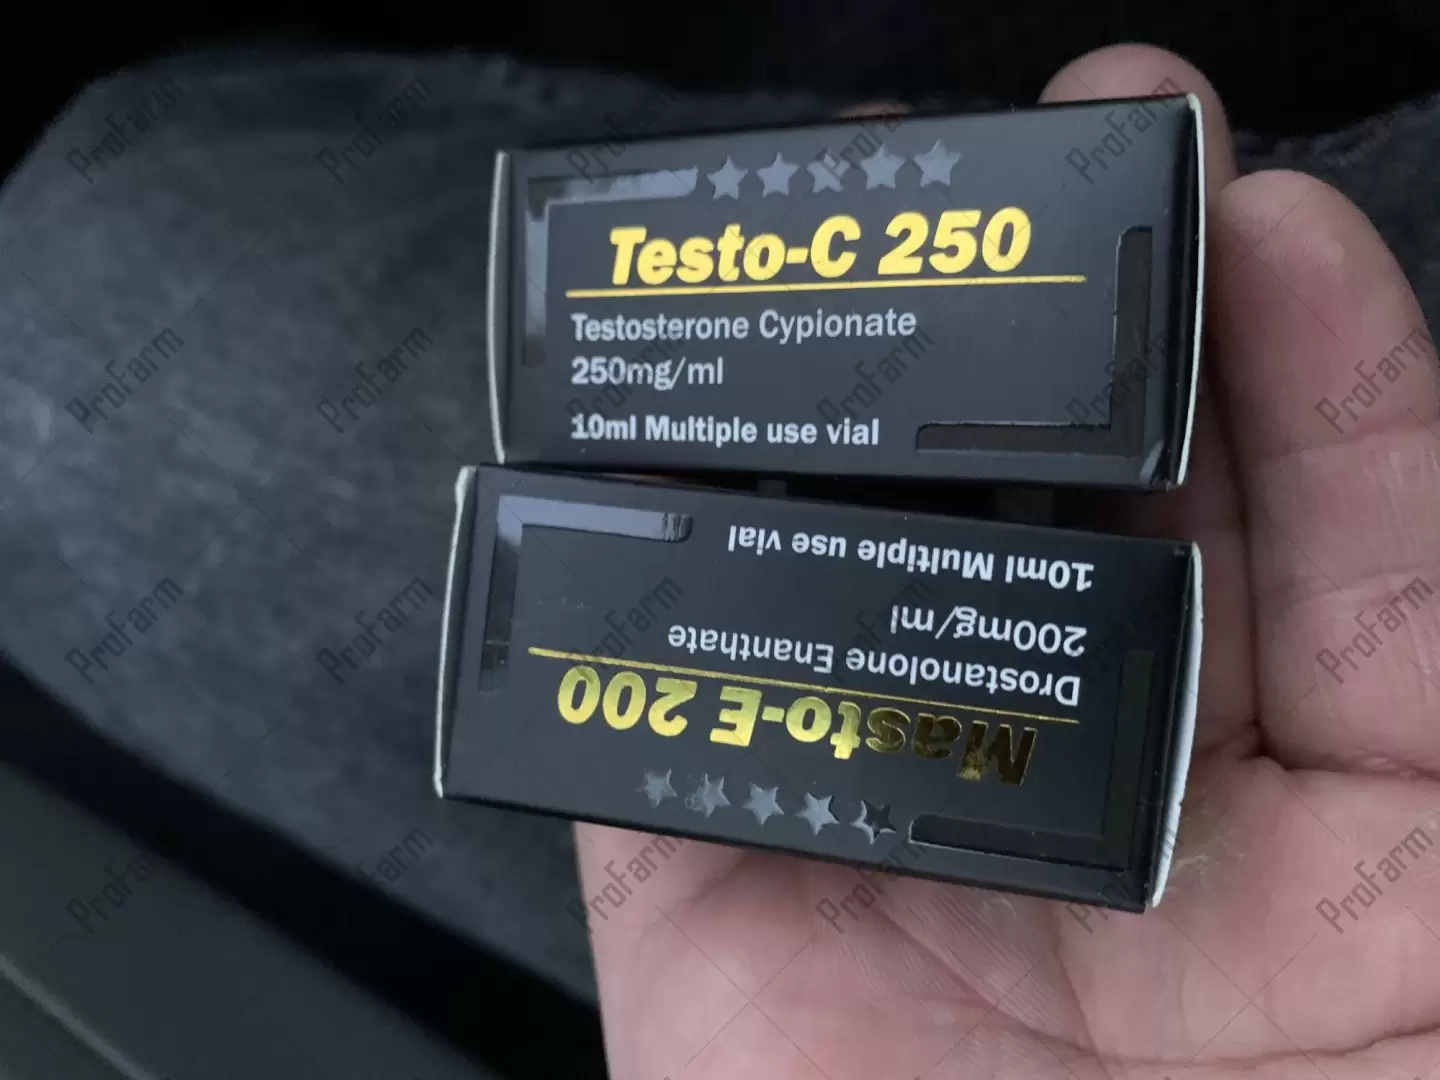 Testo-C 250
Testosterone Cypionate
250mg/ml
10ml Multiple use vial
Masto-E 200
Drostanolone Enanthate
200mg/ml
10ml Multiple use vial
ProFarm